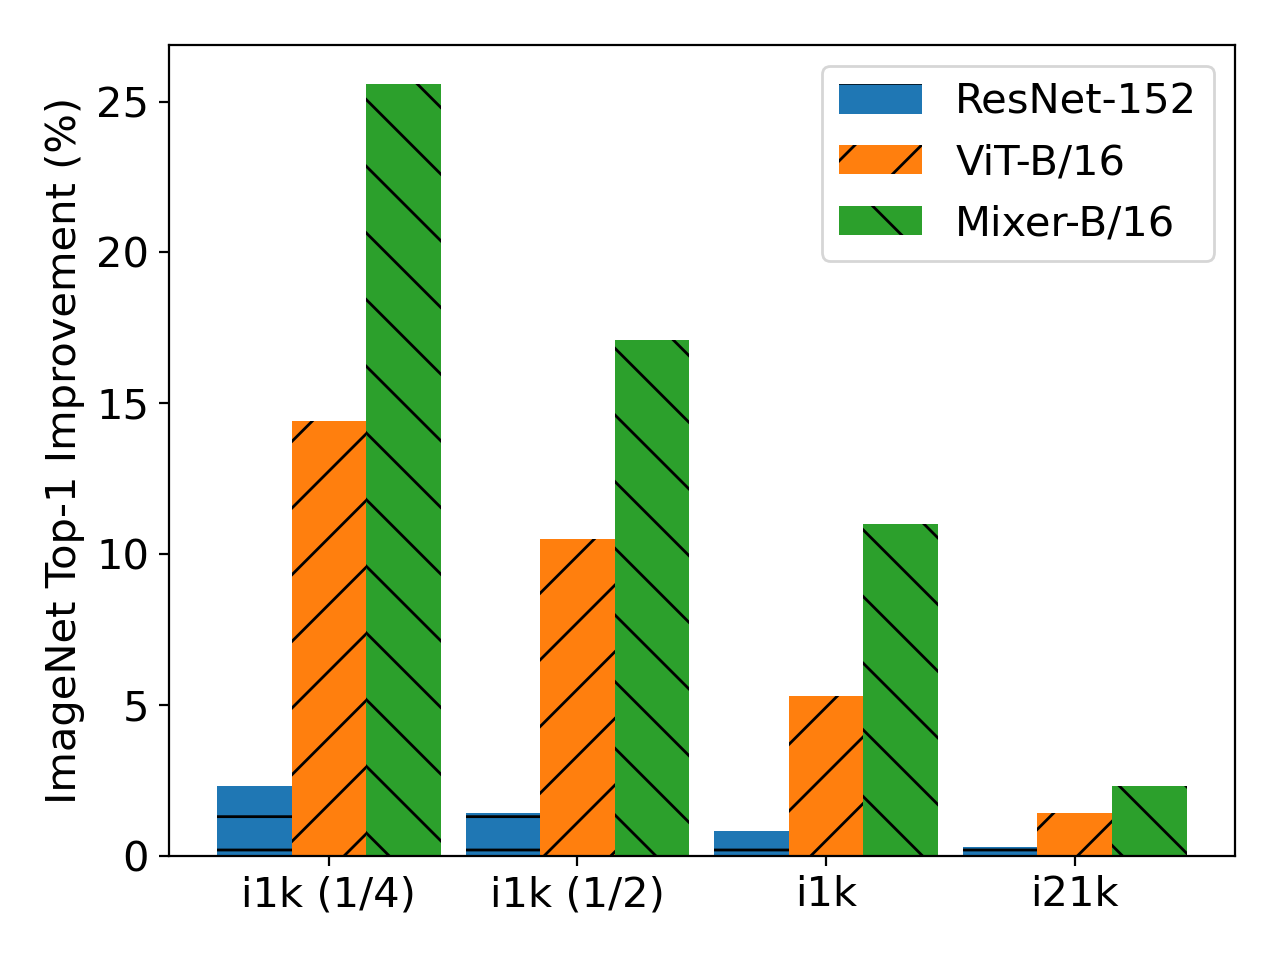 ImageNet Top-1 Improvement (%)
25
20
15
10
5
0
ResNet-152
ViT-B/16
Mixer-B/16
i1k (1/4)
i1k (1/2)
i1k
i21k